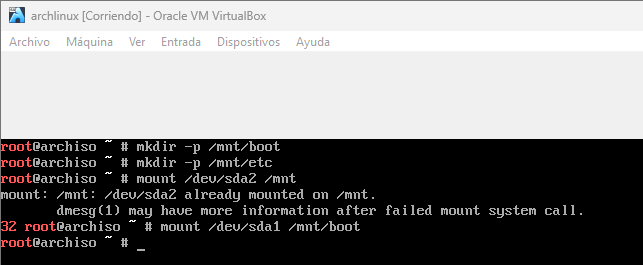 archlinux [Corriendo] - Oracle VM VirtualBox
Archivo Máquina Ver Entrada Dispositivos Ayuda
root@archiso ~ # mkdir -p /mnt/boot
root@archiso ~ # mkdir -p /mnt/etc
root@archiso ~ # mount /dev/sda2 /mnt
mount: /mnt: /dev/sda2 already mounted on /mnt.
dmesg(1) may have more information after failed mount system call.
32 root@archiso ~ # mount /dev/sda1 /mnt/boot
root@archiso ~ # _